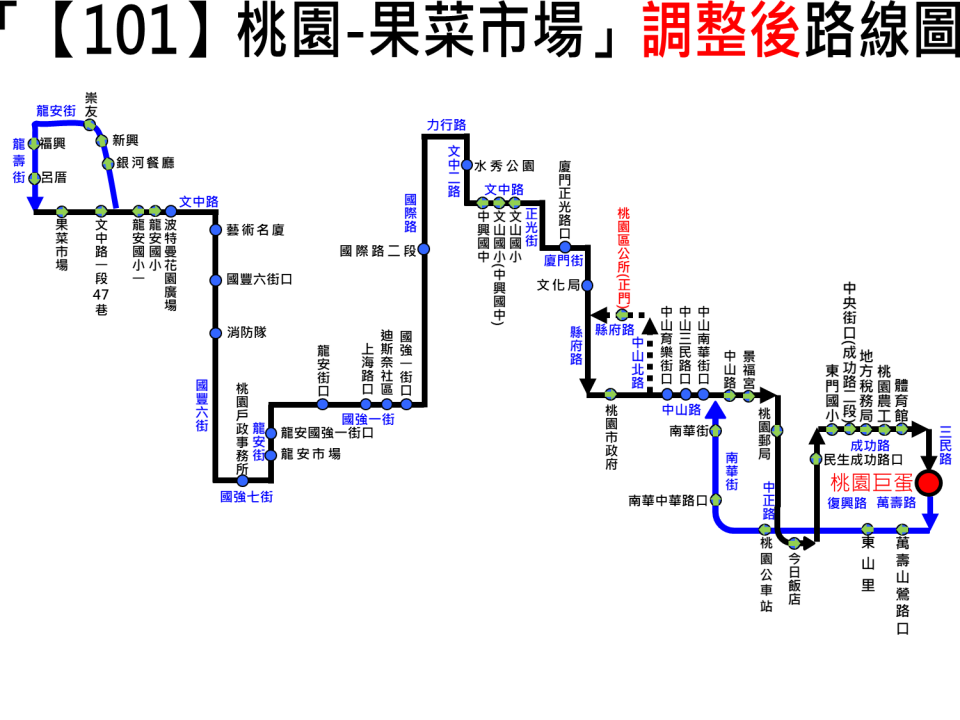 「【101】桃園-果菜市場」調整後路線圖
龍安街
崇友
新興
銀河餐廳
龍壽街
福興
呂厝
果菜市場
文中路一段47巷
龍安國小一
龍安國小
波特曼花園廣場
文中路
藝術名廈
國豐六街口
消防隊
國豐六街
桃園戶政事務所
國強七街
龍安街
龍安國強一街口
龍安市場
龍安街口
上海路口
迪斯奈社區
國強一街口
國強一街
國際路
國際路二段
力行路
文中二路
水秀公園
文中路
中興國中
文山國小(中興國中)
文山國小
正光街
廈門正光路口
廈門街
文化局
縣府路
桃園區公所(正門)
縣府路
中山北路
桃園市政府
中山育樂街口
中山三民路口
中山南華街口
中山路
中山路
景福宮
桃園郵局
南華街
南華街
南華中華路口
中正路
桃園公車站
今日飯店
民生成功路口
東門國小
中央街口(成功路二段)
地方稅務局
桃園農工
體育館
成功路
三民路
桃園巨蛋
復興路
萬壽路
東山里
萬壽山鶯路口